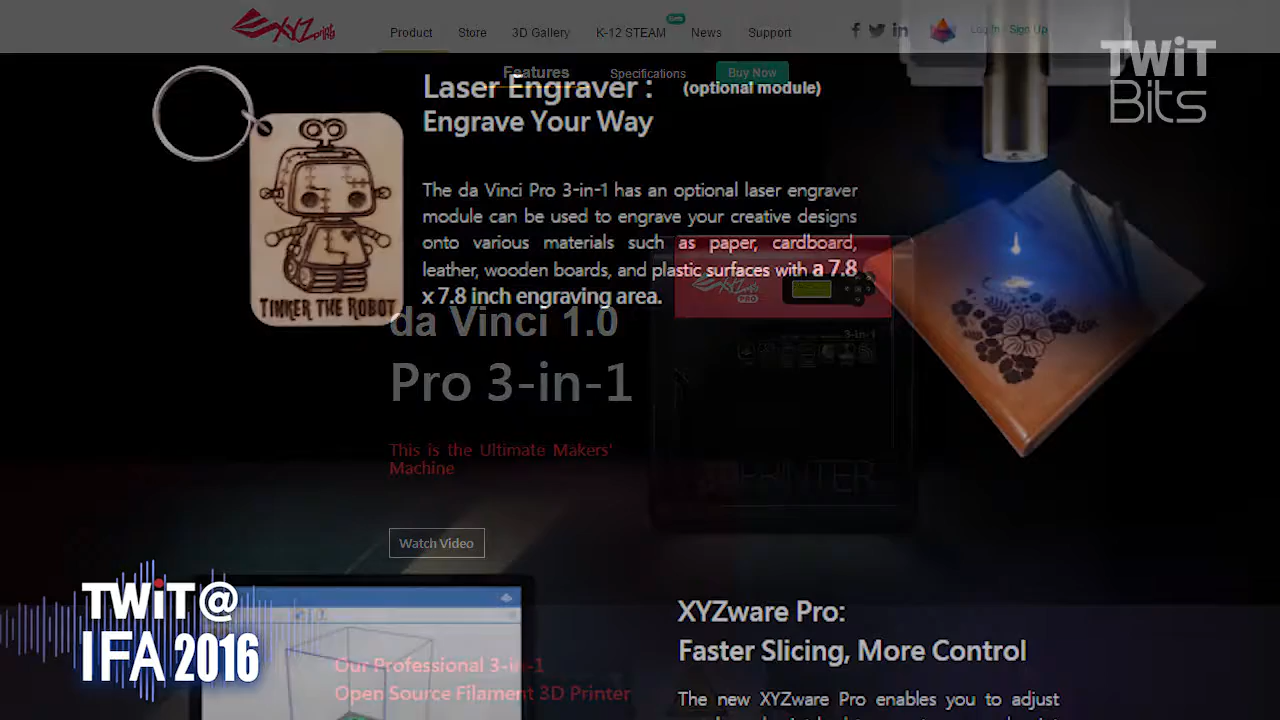 XYZprinting
Product
Store
3D Gallery
K-12 STEAM
New
News
Support
Log In
Sign Up
TWiT
Bits
Features
Specifications
Buy Now
Laser Engraver : (optional module)
Engrave Your Way
The da Vinci Pro 3-in-1 has an optional laser engraver
module can be used to engrave your creative designs
onto various materials such as paper, cardboard,
leather, wooden boards, and plastic surfaces with a 7.8
x 7.8 inch engraving area.
TINKER THE ROBOT
PRO
3-in-1
da Vinci 1.0
Pro 3-in-1
This is the Ultimate Makers'
Machine
Watch Video
TWiT@
IFA 2016
XYZware Pro:
Faster Slicing, More Control
Our Professional 3-in-1
Open Source Filament 3D Printer
The new XYZware Pro enables you to adjust